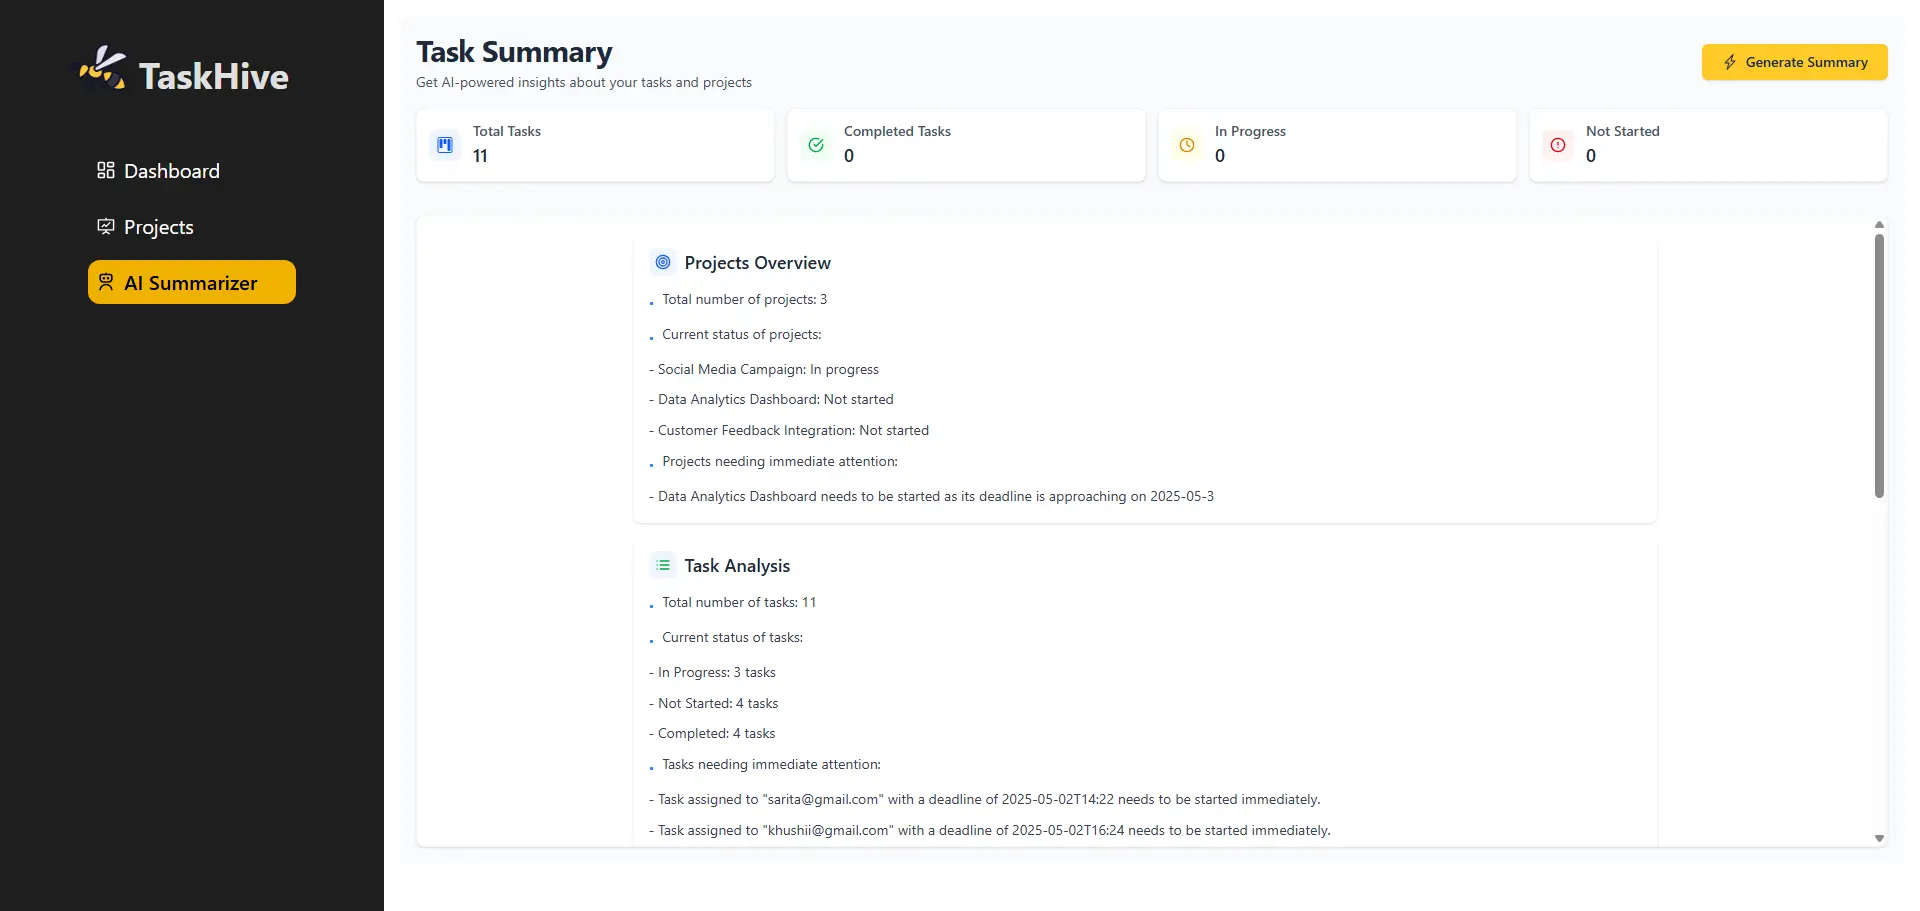 TaskHive
Dashboard
Projects
AI Summarizer
Task Summary
Get AI-powered insights about your tasks and projects
Generate Summary
Total Tasks
11
Completed Tasks
0
In Progress
0
Not Started
0
Projects Overview
• Total number of projects: 3
• Current status of projects:
- Social Media Campaign: In progress
- Data Analytics Dashboard: Not started
- Customer Feedback Integration: Not started
• Projects needing immediate attention:
- Data Analytics Dashboard needs to be started as its deadline is approaching on 2025-05-3
Task Analysis
• Total number of tasks: 11
• Current status of tasks:
- In Progress: 3 tasks
- Not Started: 4 tasks
- Completed: 4 tasks
• Tasks needing immediate attention:
- Task assigned to "sarita@gmail.com" with a deadline of 2025-05-02T14:22 needs to be started immediately.
- Task assigned to "khushii@gmail.com" with a deadline of 2025-05-02T16:24 needs to be started immediately.